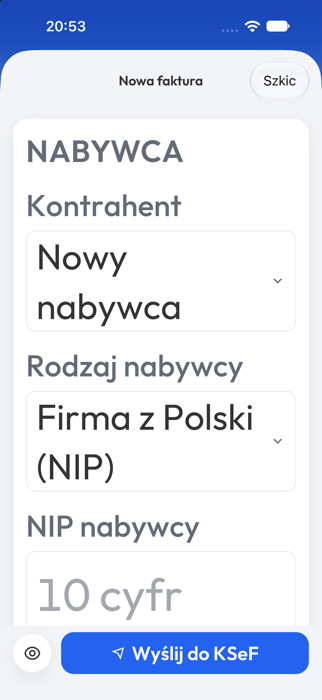 20:53
Nowa faktura
Szkic
NABYWCA
Kontrahent
Nowy
nabywca
Rodzaj nabywcy
Firma z Polski
(NIP)
NIP nabywcy
10 cyfr
Wyślij do KSeF